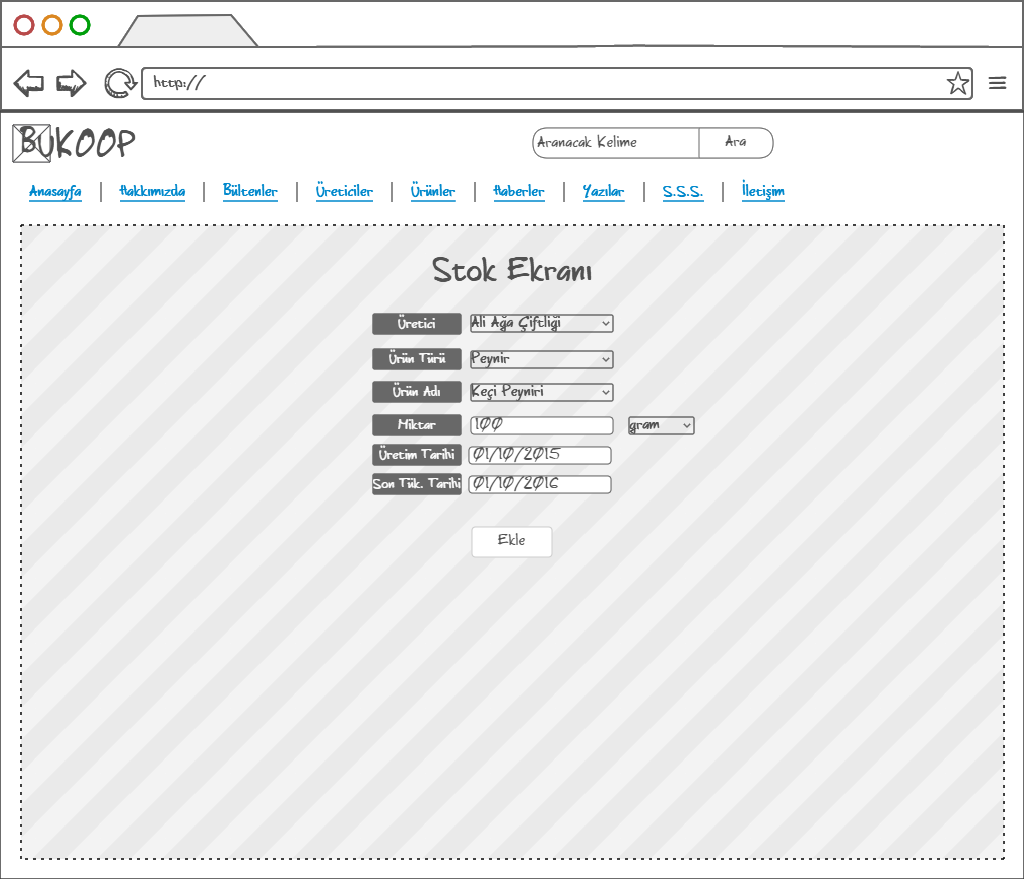 http://
BUKOOP
Aranacak Kelime Ara
Anasayfa Hakkımızda Bültenler Üreticiler Ürünler Haberler Yazılar S.S.S. İletişim
Stok Ekranı
Üretici Ali Ağa Çiftliği
Ürün Türü Peynir
Ürün Adı Keçi Peyniri
Miktar 100 gram
Üretim Tarihi 01/10/2015
Son Tük. Tarihi 01/10/2016
Ekle